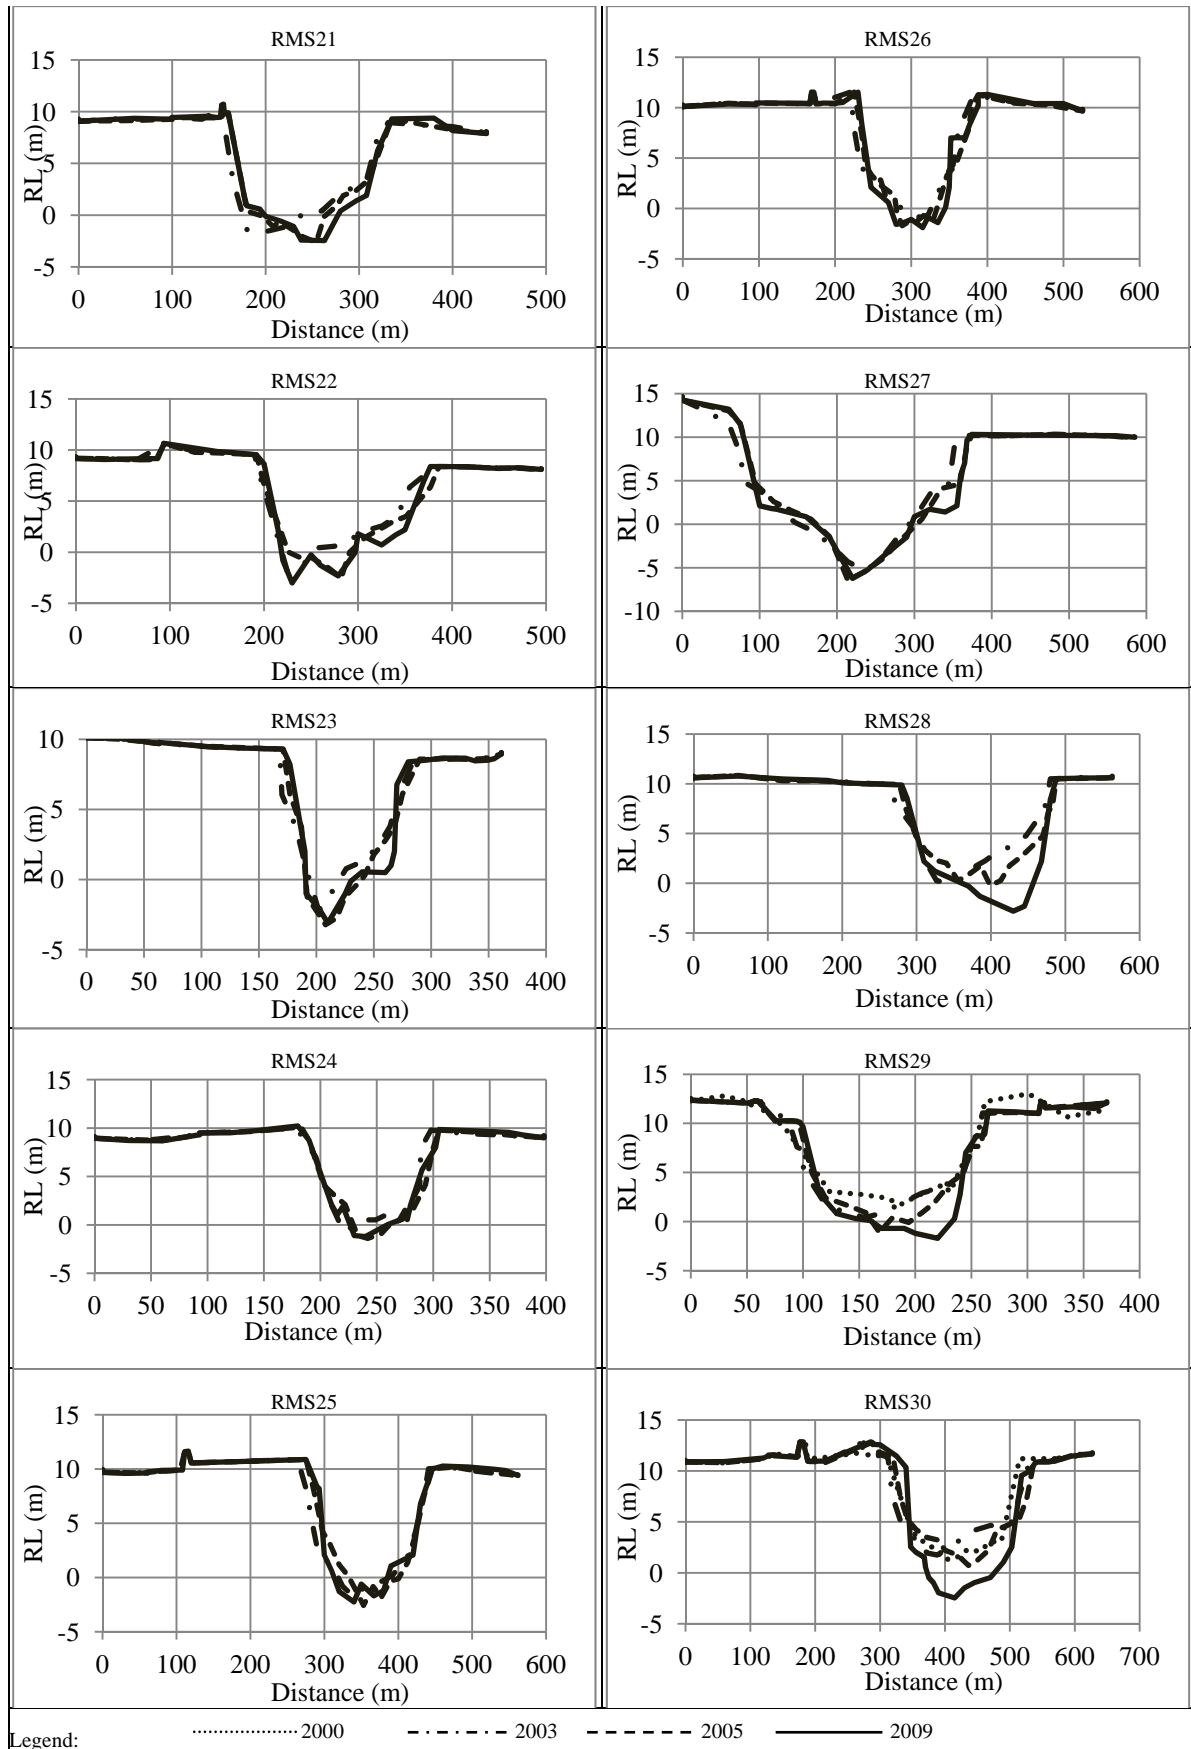 RMS21
15
10
5
0
-5
RL (m)
0 100 200 300 400 500
Distance (m)
RMS26
15
10
5
0
-5
RL (m)
0 100 200 300 400 500 600
Distance (m)
RMS22
15
10
5
0
-5
RL (m)
0 100 200 300 400 500
Distance (m)
RMS27
15
10
5
0
-5
-10
RL (m)
0 100 200 300 400 500 600
Distance (m)
RMS23
10
5
0
-5
RL (m)
0 50 100 150 200 250 300 350 400
Distance (m)
RMS28
15
10
5
0
-5
RL (m)
0 100 200 300 400 500 600
Distance (m)
RMS24
15
10
5
0
-5
RL (m)
0 50 100 150 200 250 300 350 400
Distance (m)
RMS29
15
10
5
0
-5
RL (m)
0 50 100 150 200 250 300 350 400
Distance (m)
RMS25
15
10
5
0
-5
RL (m)
0 100 200 300 400 500 600
Distance (m)
RMS30
15
10
5
0
-5
RL (m)
0 100 200 300 400 500 600 700
Distance (m)
Legend: 2000 2003 2005 2009